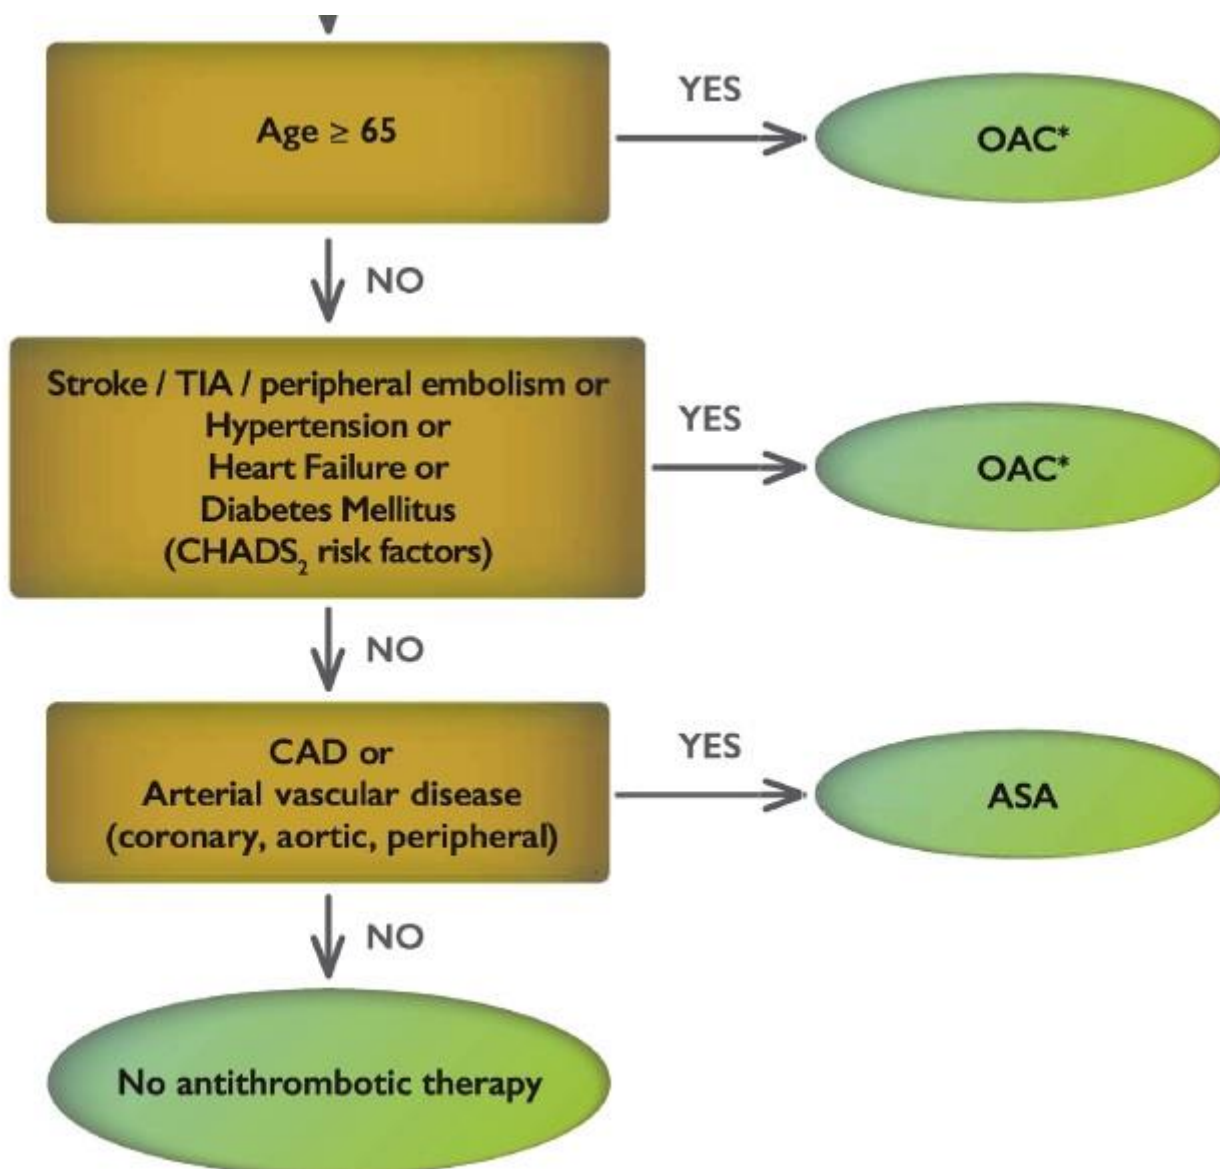 Age ≥ 65
YES
OAC*
NO
Stroke / TIA / peripheral embolism or
Hypertension or
Heart Failure or
Diabetes Mellitus
(CHADS₂ risk factors)
YES
OAC*
NO
CAD or
Arterial vascular disease
(coronary, aortic, peripheral)
YES
ASA
NO
No antithrombotic therapy